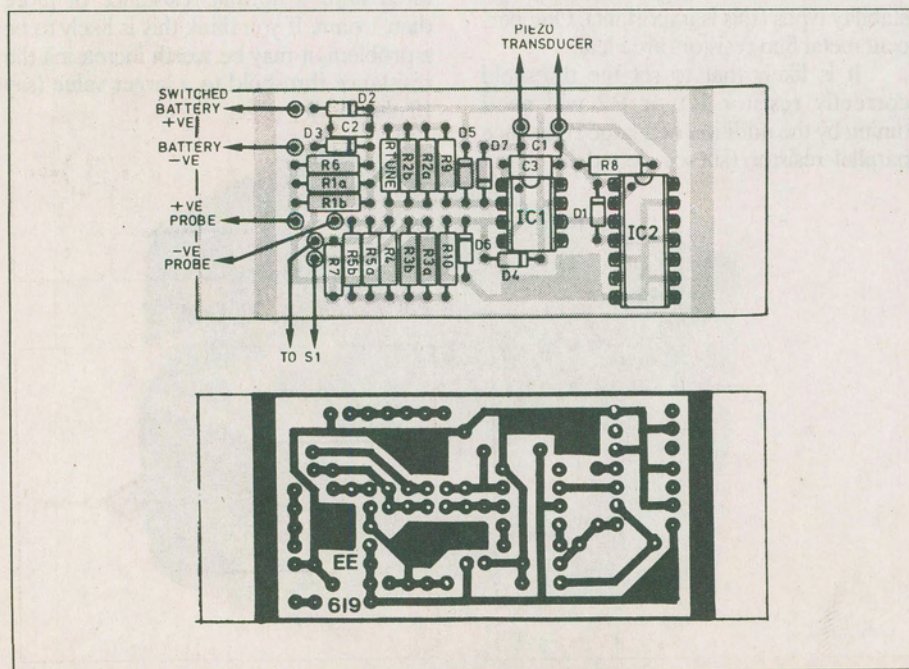 PIEZO
TRANSDUCER
SWITCHED
BATTERY
+VE
BATTERY
-VE
+VE
PROBE
-VE
PROBE
D2
C2
D3
R6
R1a
R1b
R TUNE
R2b
R2a
R9
D5
D7
C1
C3
IC1
R8
D1
IC2
R7
R5b
R5a
R4
R3b
R3a
R10
D6
D4
TO S1
EE
619